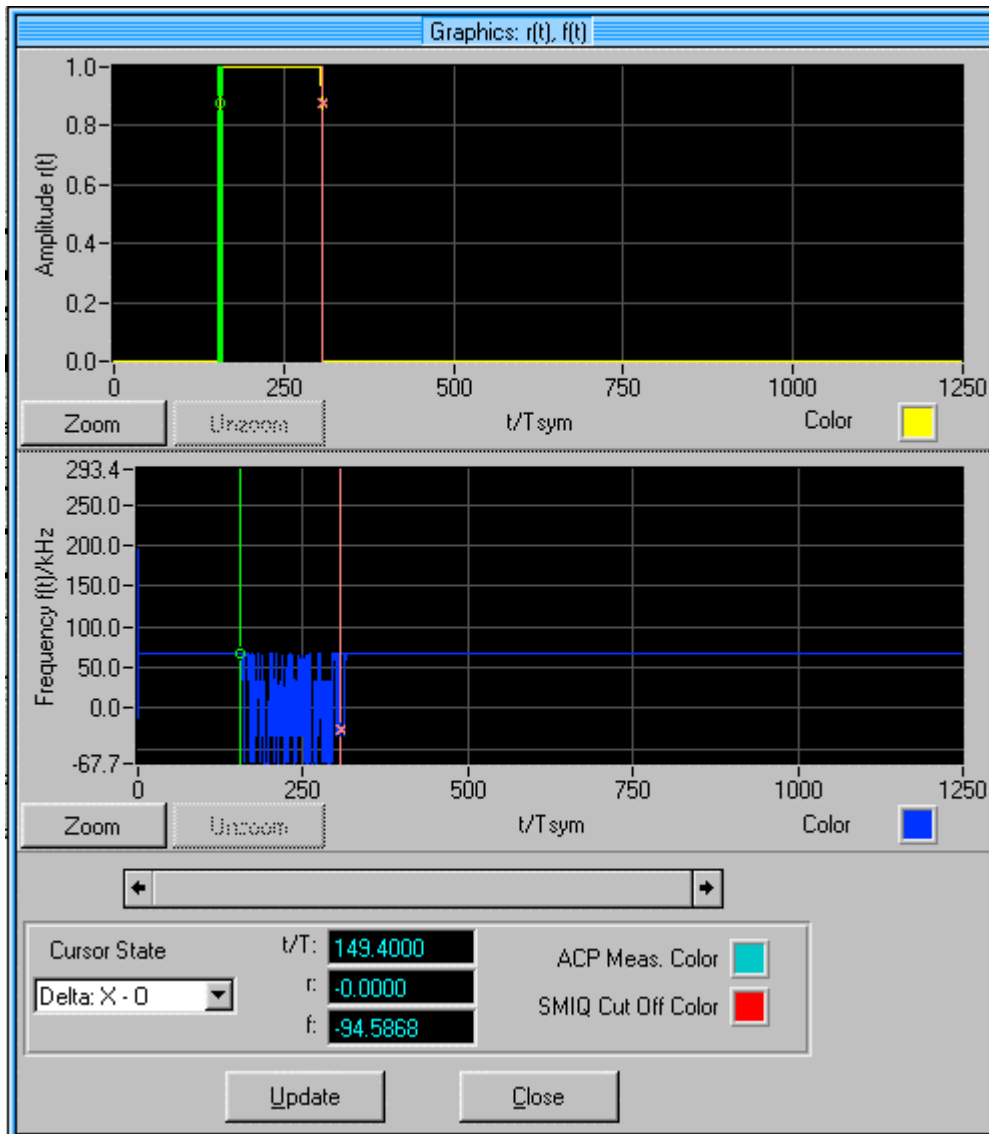 Graphics: r(t), f(t)
Amplitude r(t)
1.0
0.8
0.6
0.4
0.2
0.0
0 250 500 750 1000 1250
Zoom Unzoom t/Tsym Color
Frequency f(t)/kHz
293.4
250.0
200.0
150.0
100.0
50.0
0.0
-67.7
0 250 500 750 1000 1250
Zoom Unzoom t/Tsym Color
Cursor State
Delta: X - O
t/T: 149.4000
r: -0.0000
f: -94.5868
ACP Meas. Color
SMIQ Cut Off Color
Update Close